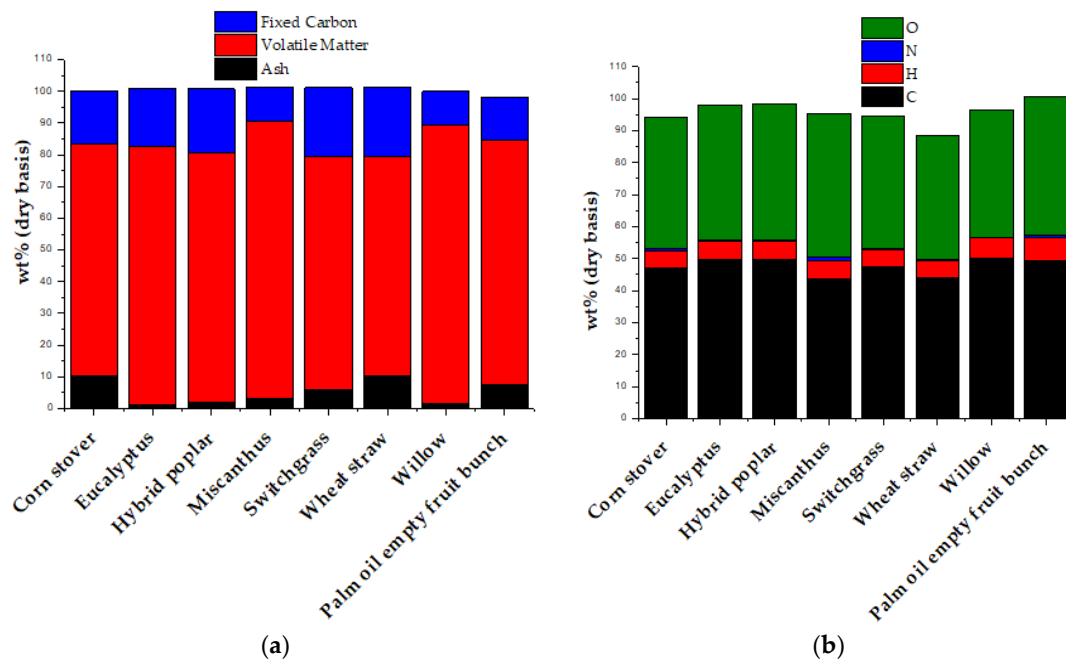 Fixed Carbon
Volatile Matter
Ash
110
100
90
80
70
60
50
40
30
20
10
0
wt% (dry basis)
Corn stover
Eucalyptus
Hybrid poplar
Miscanthus
Switchgrass
Wheat straw
Willow
Palm oil empty fruit bunch
(a)
O
N
H
C
110
100
90
80
70
60
50
40
30
20
10
0
wt% (dry basis)
Corn stover
Eucalyptus
Hybrid poplar
Miscanthus
Switchgrass
Wheat straw
Willow
Palm oil empty fruit bunch
(b)